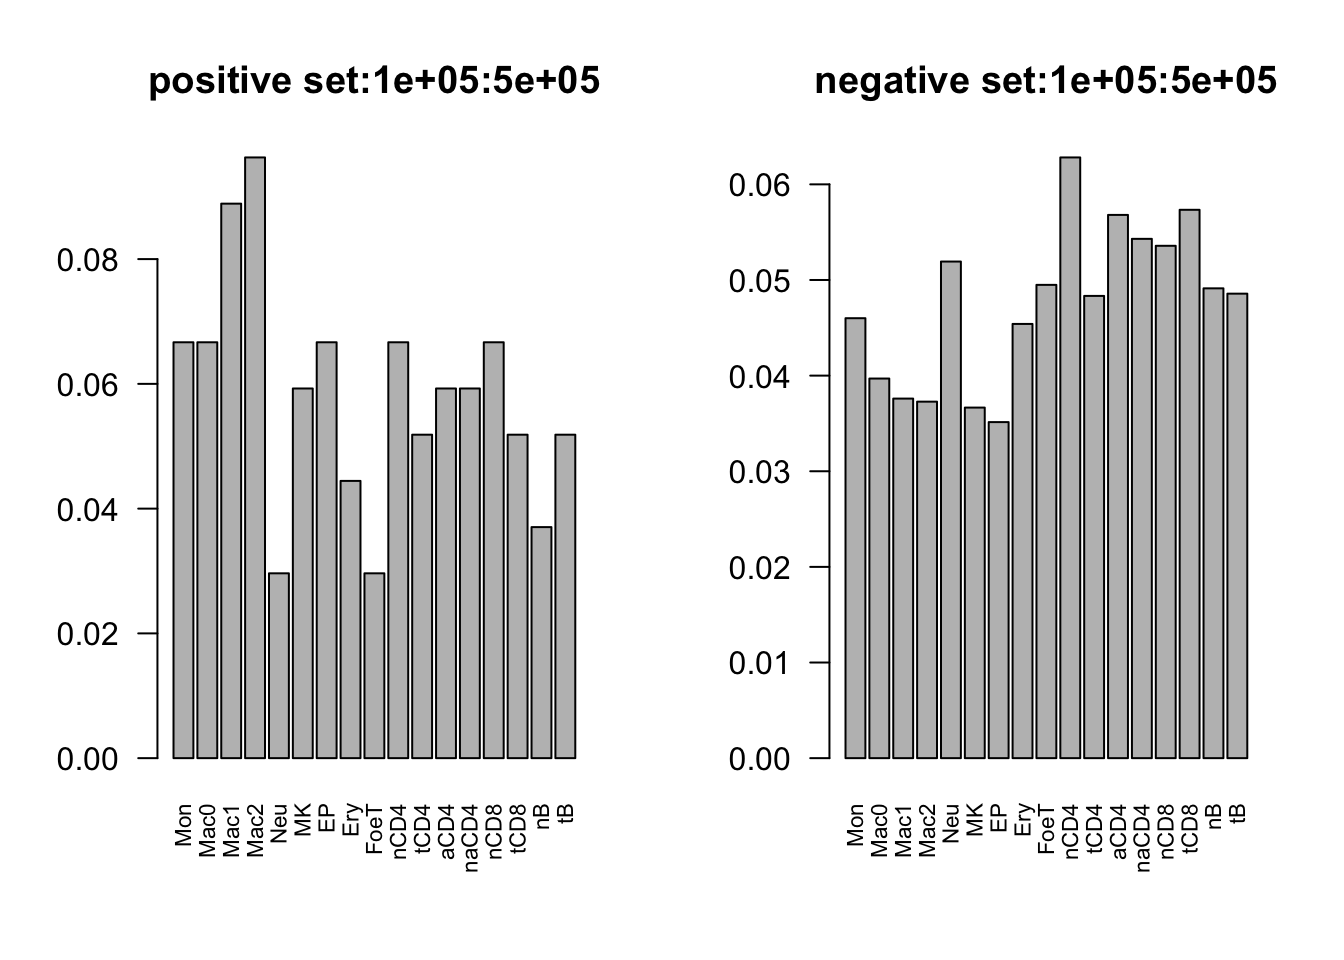 positive set:1e+05:5e+05
0.08
0.06
0.04
0.02
0.00
Mon
Mac0
Mac1
Mac2
Neu
MK
EP
Ery
FoeT
nCD4
tCD4
aCD4
naCD4
nCD8
tCD8
nB
tB
negative set:1e+05:5e+05
0.06
0.05
0.04
0.03
0.02
0.01
0.00
Mon
Mac0
Mac1
Mac2
Neu
MK
EP
Ery
FoeT
nCD4
tCD4
aCD4
naCD4
nCD8
tCD8
nB
tB